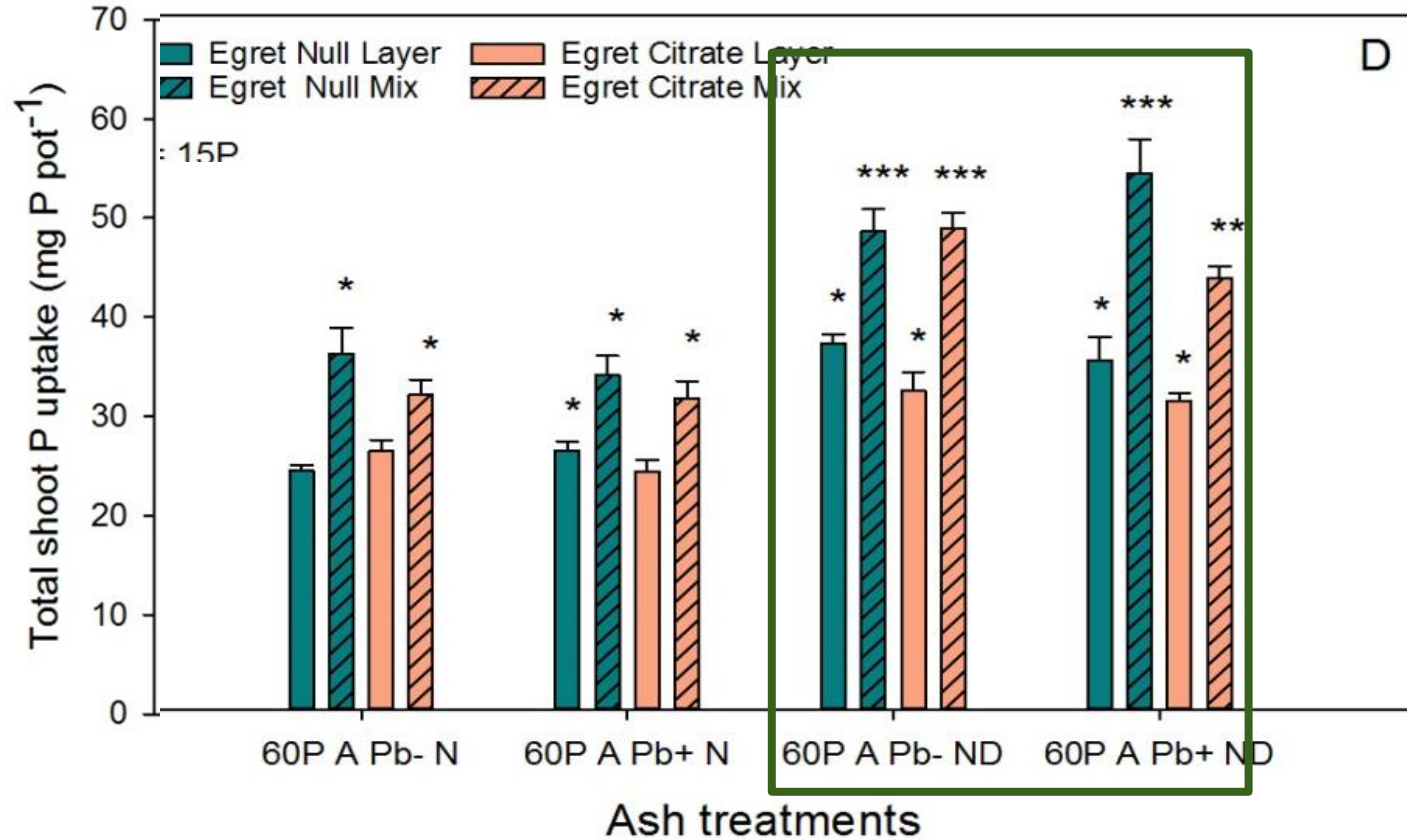 70
60
50
40
30
20
10
0
Total shoot P uptake (mg P pot-1)
Egret Null Layer
Egret Citrate Layer
Egret  Null Mix
Egret Citrate Mix
D
15P
***
*
***
***
**
*
*
*
*
*
*
*
*
*
60P A Pb- N
60P A Pb+ N
60P A Pb- ND
60P A Pb+ ND
Ash treatments